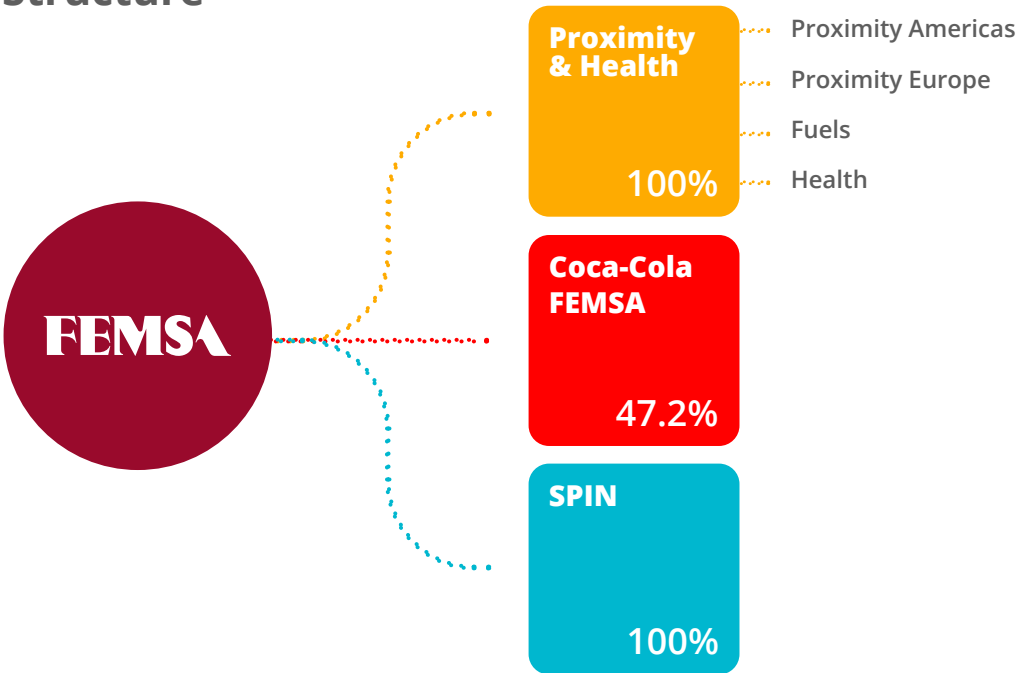 Structure
FEMSA
Proximity
& Health
100%
Proximity Americas
Proximity Europe
Fuels
Health
Coca-Cola
FEMSA
47.2%
SPIN
100%